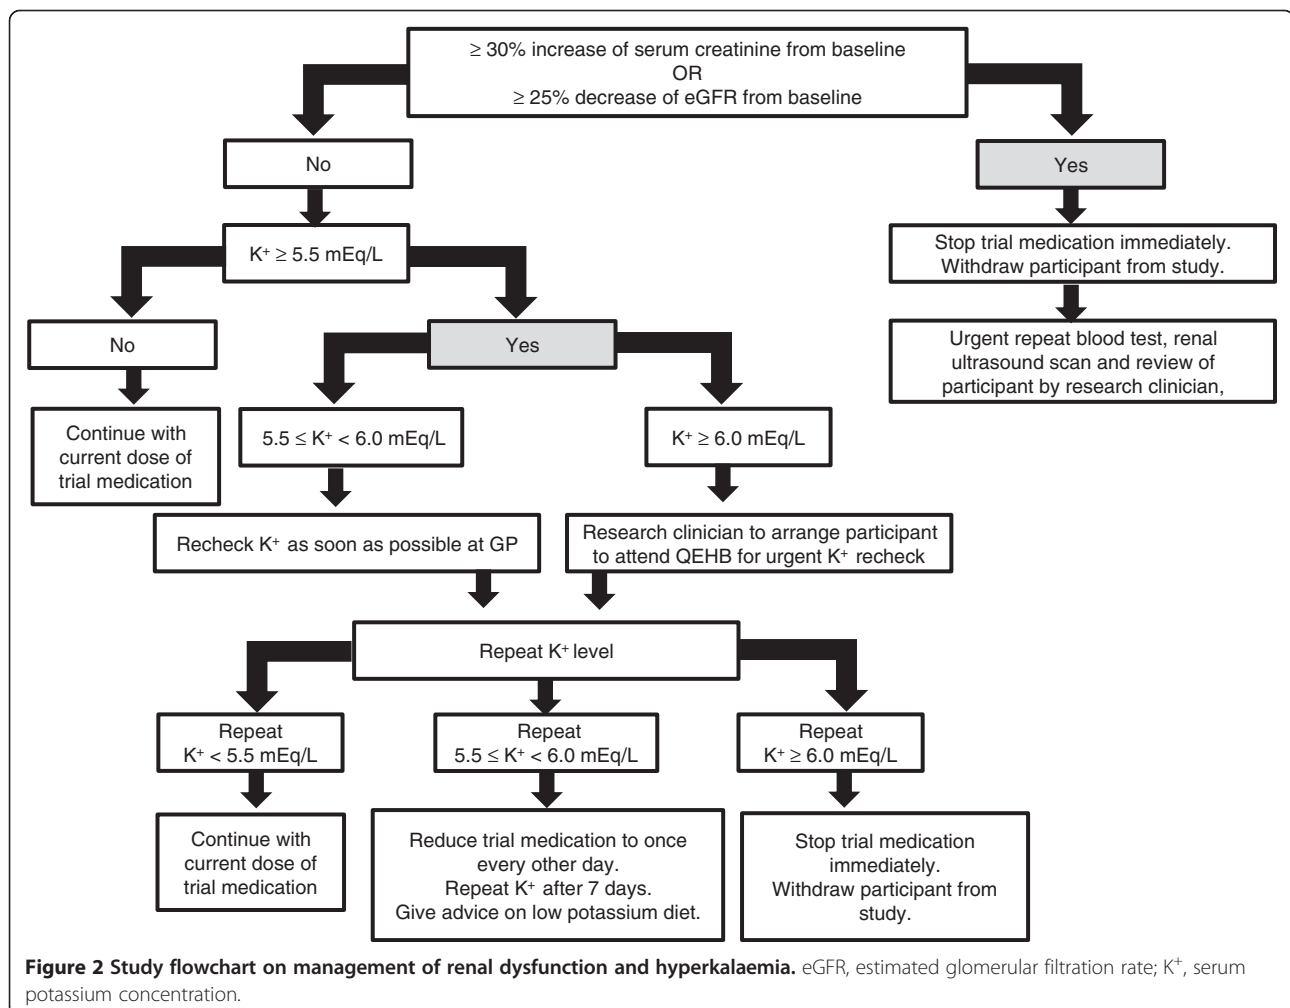 ≥ 30% increase of serum creatinine from baseline
OR
≥ 25% decrease of eGFR from baseline
No
Yes
K⁺ ≥ 5.5 mEq/L
Stop trial medication immediately.
Withdraw participant from study.
No
Yes
Urgent repeat blood test, renal
ultrasound scan and review of
participant by research clinician,
Continue with
current dose of
trial medication
5.5 ≤ K⁺ < 6.0 mEq/L
K⁺ ≥ 6.0 mEq/L
Recheck K⁺ as soon as possible at GP
Research clinician to arrange participant
to attend QEHB for urgent K⁺ recheck
Repeat K⁺ level
Repeat
K⁺ < 5.5 mEq/L
Repeat
5.5 ≤ K⁺ < 6.0 mEq/L
Repeat
K⁺ ≥ 6.0 mEq/L
Continue with
current dose of
trial medication
Reduce trial medication to once
every other day.
Repeat K⁺ after 7 days.
Give advice on low potassium diet.
Stop trial medication
immediately.
Withdraw participant from
study.
Figure 2 Study flowchart on management of renal dysfunction and hyperkalaemia. eGFR, estimated glomerular filtration rate; K⁺, serum
potassium concentration.